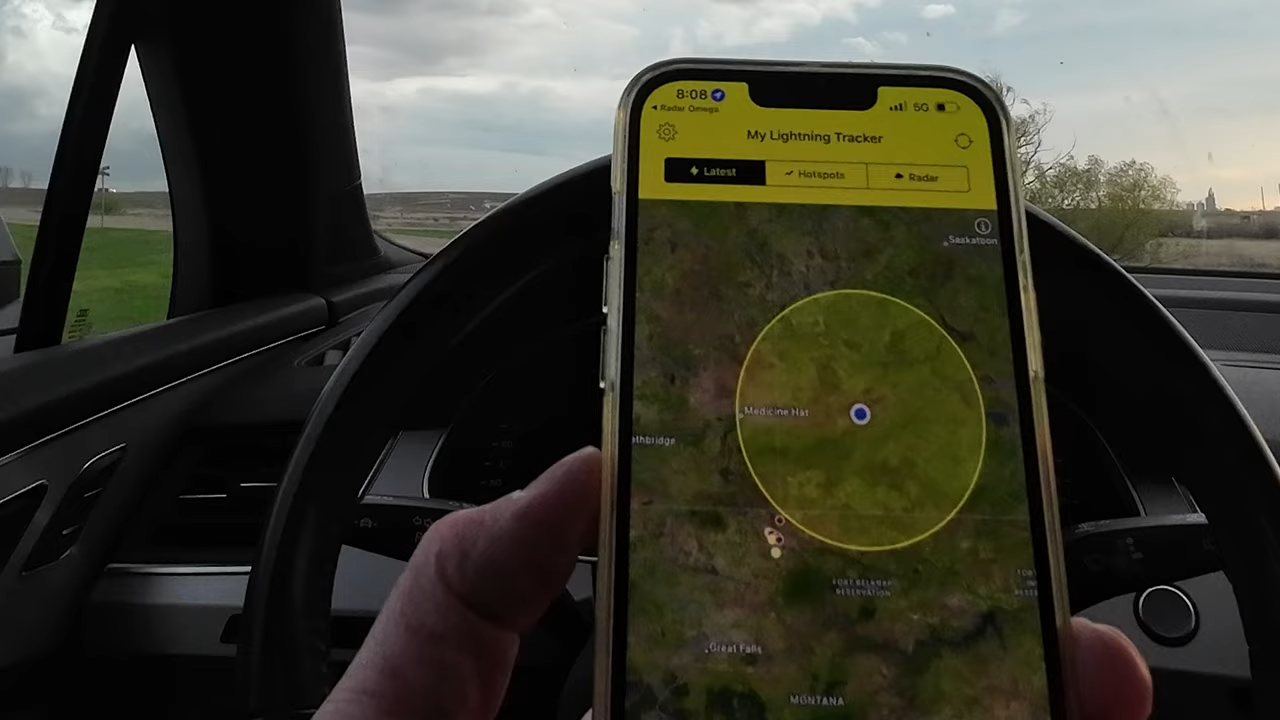 8:08
5G
◀ Radar Omega
My Lightning Tracker
Latest
Hotspots
Radar
Saskatoon
Medicine Hat
ethbridge
FORT BELKNAP
RESERVATION
Great Falls
MONTANA